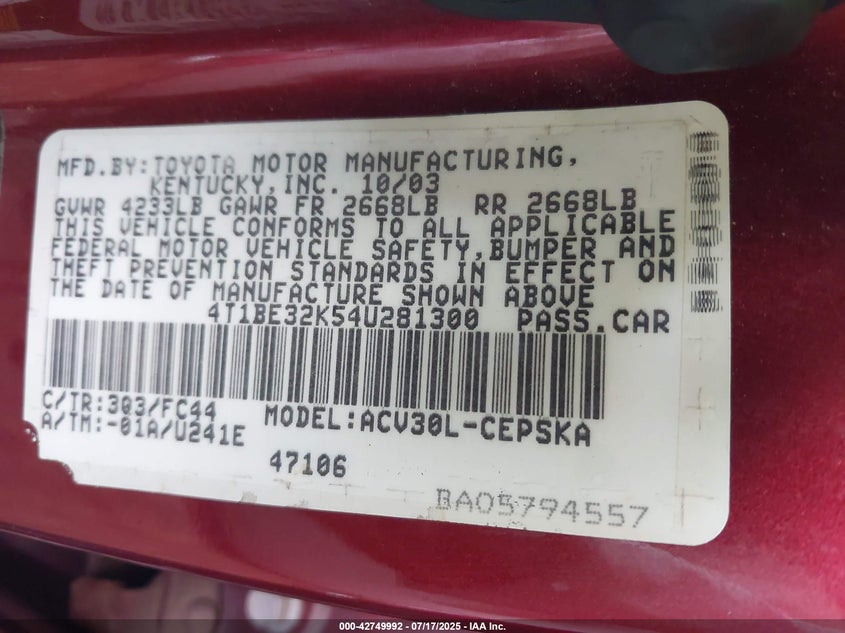 MFD.BY:TOYOTA MOTOR MANUFACTURING,
KENTUCKY,INC. 10/03
GVWR 4233LB GAWR FR 2668LB RR 2668LB
THIS VEHICLE CONFORMS TO ALL APPLICABLE
FEDERAL MOTOR VEHICLE SAFETY,BUMPER AND
THEFT PREVENTION STANDARDS IN EFFECT ON
THE DATE OF MANUFACTURE SHOWN ABOVE
4T1BE32K54U281300 PASS.CAR
C/TR:3Q3/FC44 MODEL:ACV30L-CEPSKA
A/TM:-01A/U241E
47106
BA05794557
000-42749992 - 07/17/2025 - IAAI.COM